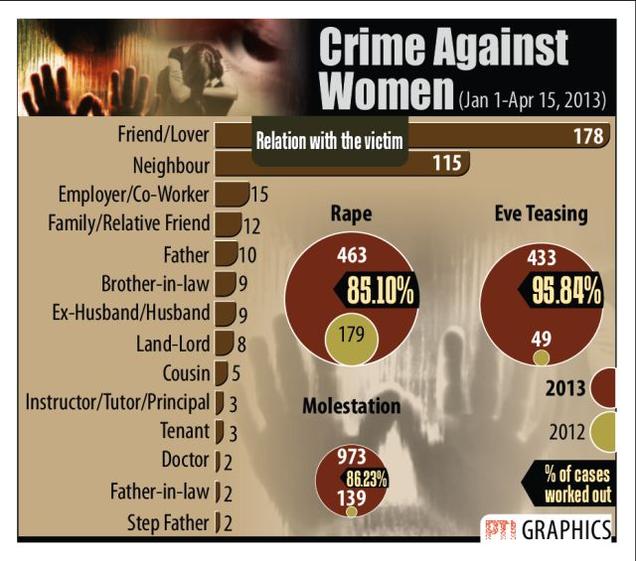 Crime Against
Women (Jan 1-Apr 15, 2013)
Relation with the victim
Friend/Lover 178
Neighbour 115
Employer/Co-Worker 15
Family/Relative Friend 12
Father 10
Brother-in-law 9
Ex-Husband/Husband 9
Land-Lord 8
Cousin 5
Instructor/Tutor/Principal 3
Tenant 3
Doctor 2
Father-in-law 2
Step Father 2
Rape
463
85.10%
179
Eve Teasing
433
95.84%
49
Molestation
973
86.23%
139
2013
2012
% of cases
worked out
PTI GRAPHICS